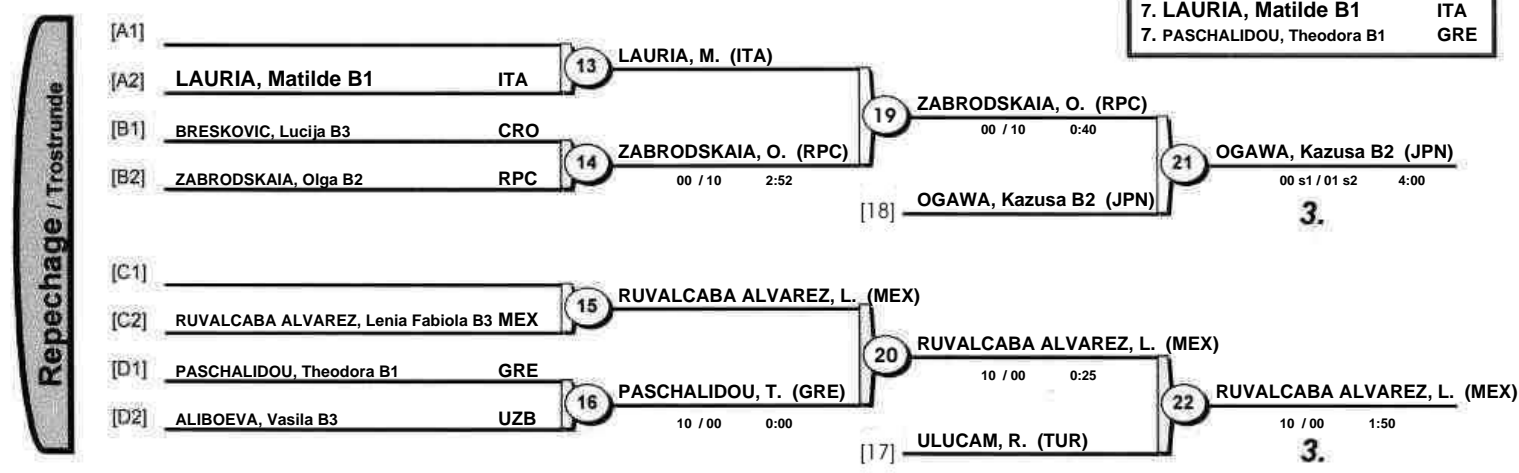 7. LAURIA, Matilde B1 ITA
7. PASCHALIDOU, Theodora B1 GRE
Repechage / Trostrunde
[A1]
[A2] LAURIA, Matilde B1 ITA
13 LAURIA, M. (ITA)
[B1] BRESKOVIC, Lucija B3 CRO
[B2] ZABRODSKAIA, Olga B2 RPC
14 ZABRODSKAIA, O. (RPC)
00 / 10 2:52
19 ZABRODSKAIA, O. (RPC)
00 / 10 0:40
[18] OGAWA, Kazusa B2 (JPN)
21 OGAWA, Kazusa B2 (JPN)
00 s1 / 01 s2 4:00
3.
[C1]
[C2] RUVALCABA ALVAREZ, Lenia Fabiola B3 MEX
15 RUVALCABA ALVAREZ, L. (MEX)
[D1] PASCHALIDOU, Theodora B1 GRE
[D2] ALIBOEVA, Vasila B3 UZB
16 PASCHALIDOU, T. (GRE)
10 / 00 0:00
20 RUVALCABA ALVAREZ, L. (MEX)
10 / 00 0:25
[17] ULUCAM, R. (TUR)
22 RUVALCABA ALVAREZ, L. (MEX)
10 / 00 1:50
3.